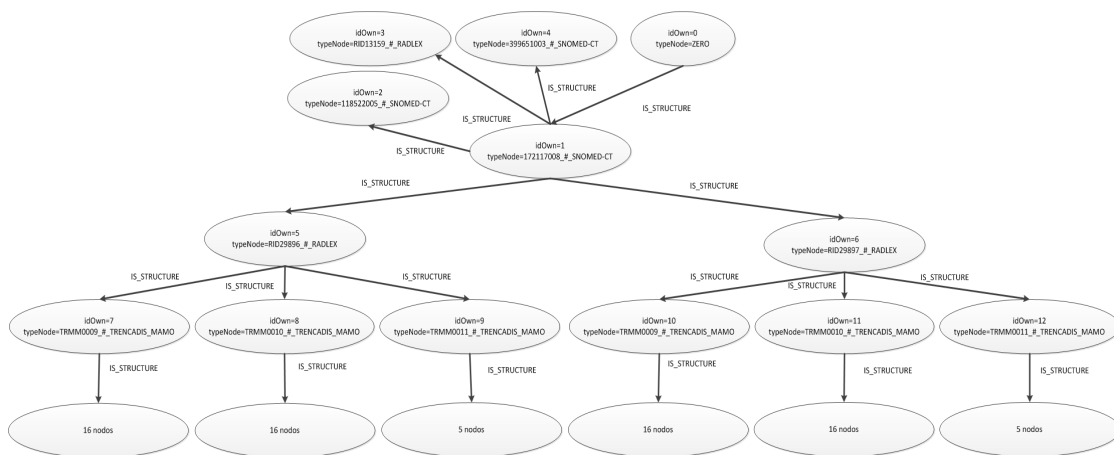 idOwn=3
typeNode=RID13159_#_RADLEX
idOwn=4
typeNode=399651003_#_SNOMED-CT
idOwn=0
typeNode=ZERO
IS_STRUCTURE
idOwn=2
typeNode=118522005_#_SNOMED-CT
IS_STRUCTURE
IS_STRUCTURE
IS_STRUCTURE
idOwn=1
typeNode=172117008_#_SNOMED-CT
IS_STRUCTURE
IS_STRUCTURE
idOwn=5
typeNode=RID29896_#_RADLEX
idOwn=6
typeNode=RID29897_#_RADLEX
IS_STRUCTURE
IS_STRUCTURE
IS_STRUCTURE
IS_STRUCTURE
IS_STRUCTURE
IS_STRUCTURE
idOwn=7
typeNode=TRMM0009_#_TRENCADIS_MAMO
idOwn=8
typeNode=TRMM0010_#_TRENCADIS_MAMO
idOwn=9
typeNode=TRMM0011_#_TRENCADIS_MAMO
idOwn=10
typeNode=TRMM0009_#_TRENCADIS_MAMO
idOwn=11
typeNode=TRMM0010_#_TRENCADIS_MAMO
idOwn=12
typeNode=TRMM0011_#_TRENCADIS_MAMO
IS_STRUCTURE
IS_STRUCTURE
IS_STRUCTURE
IS_STRUCTURE
IS_STRUCTURE
IS_STRUCTURE
16 nodos
16 nodos
5 nodos
16 nodos
16 nodos
5 nodos